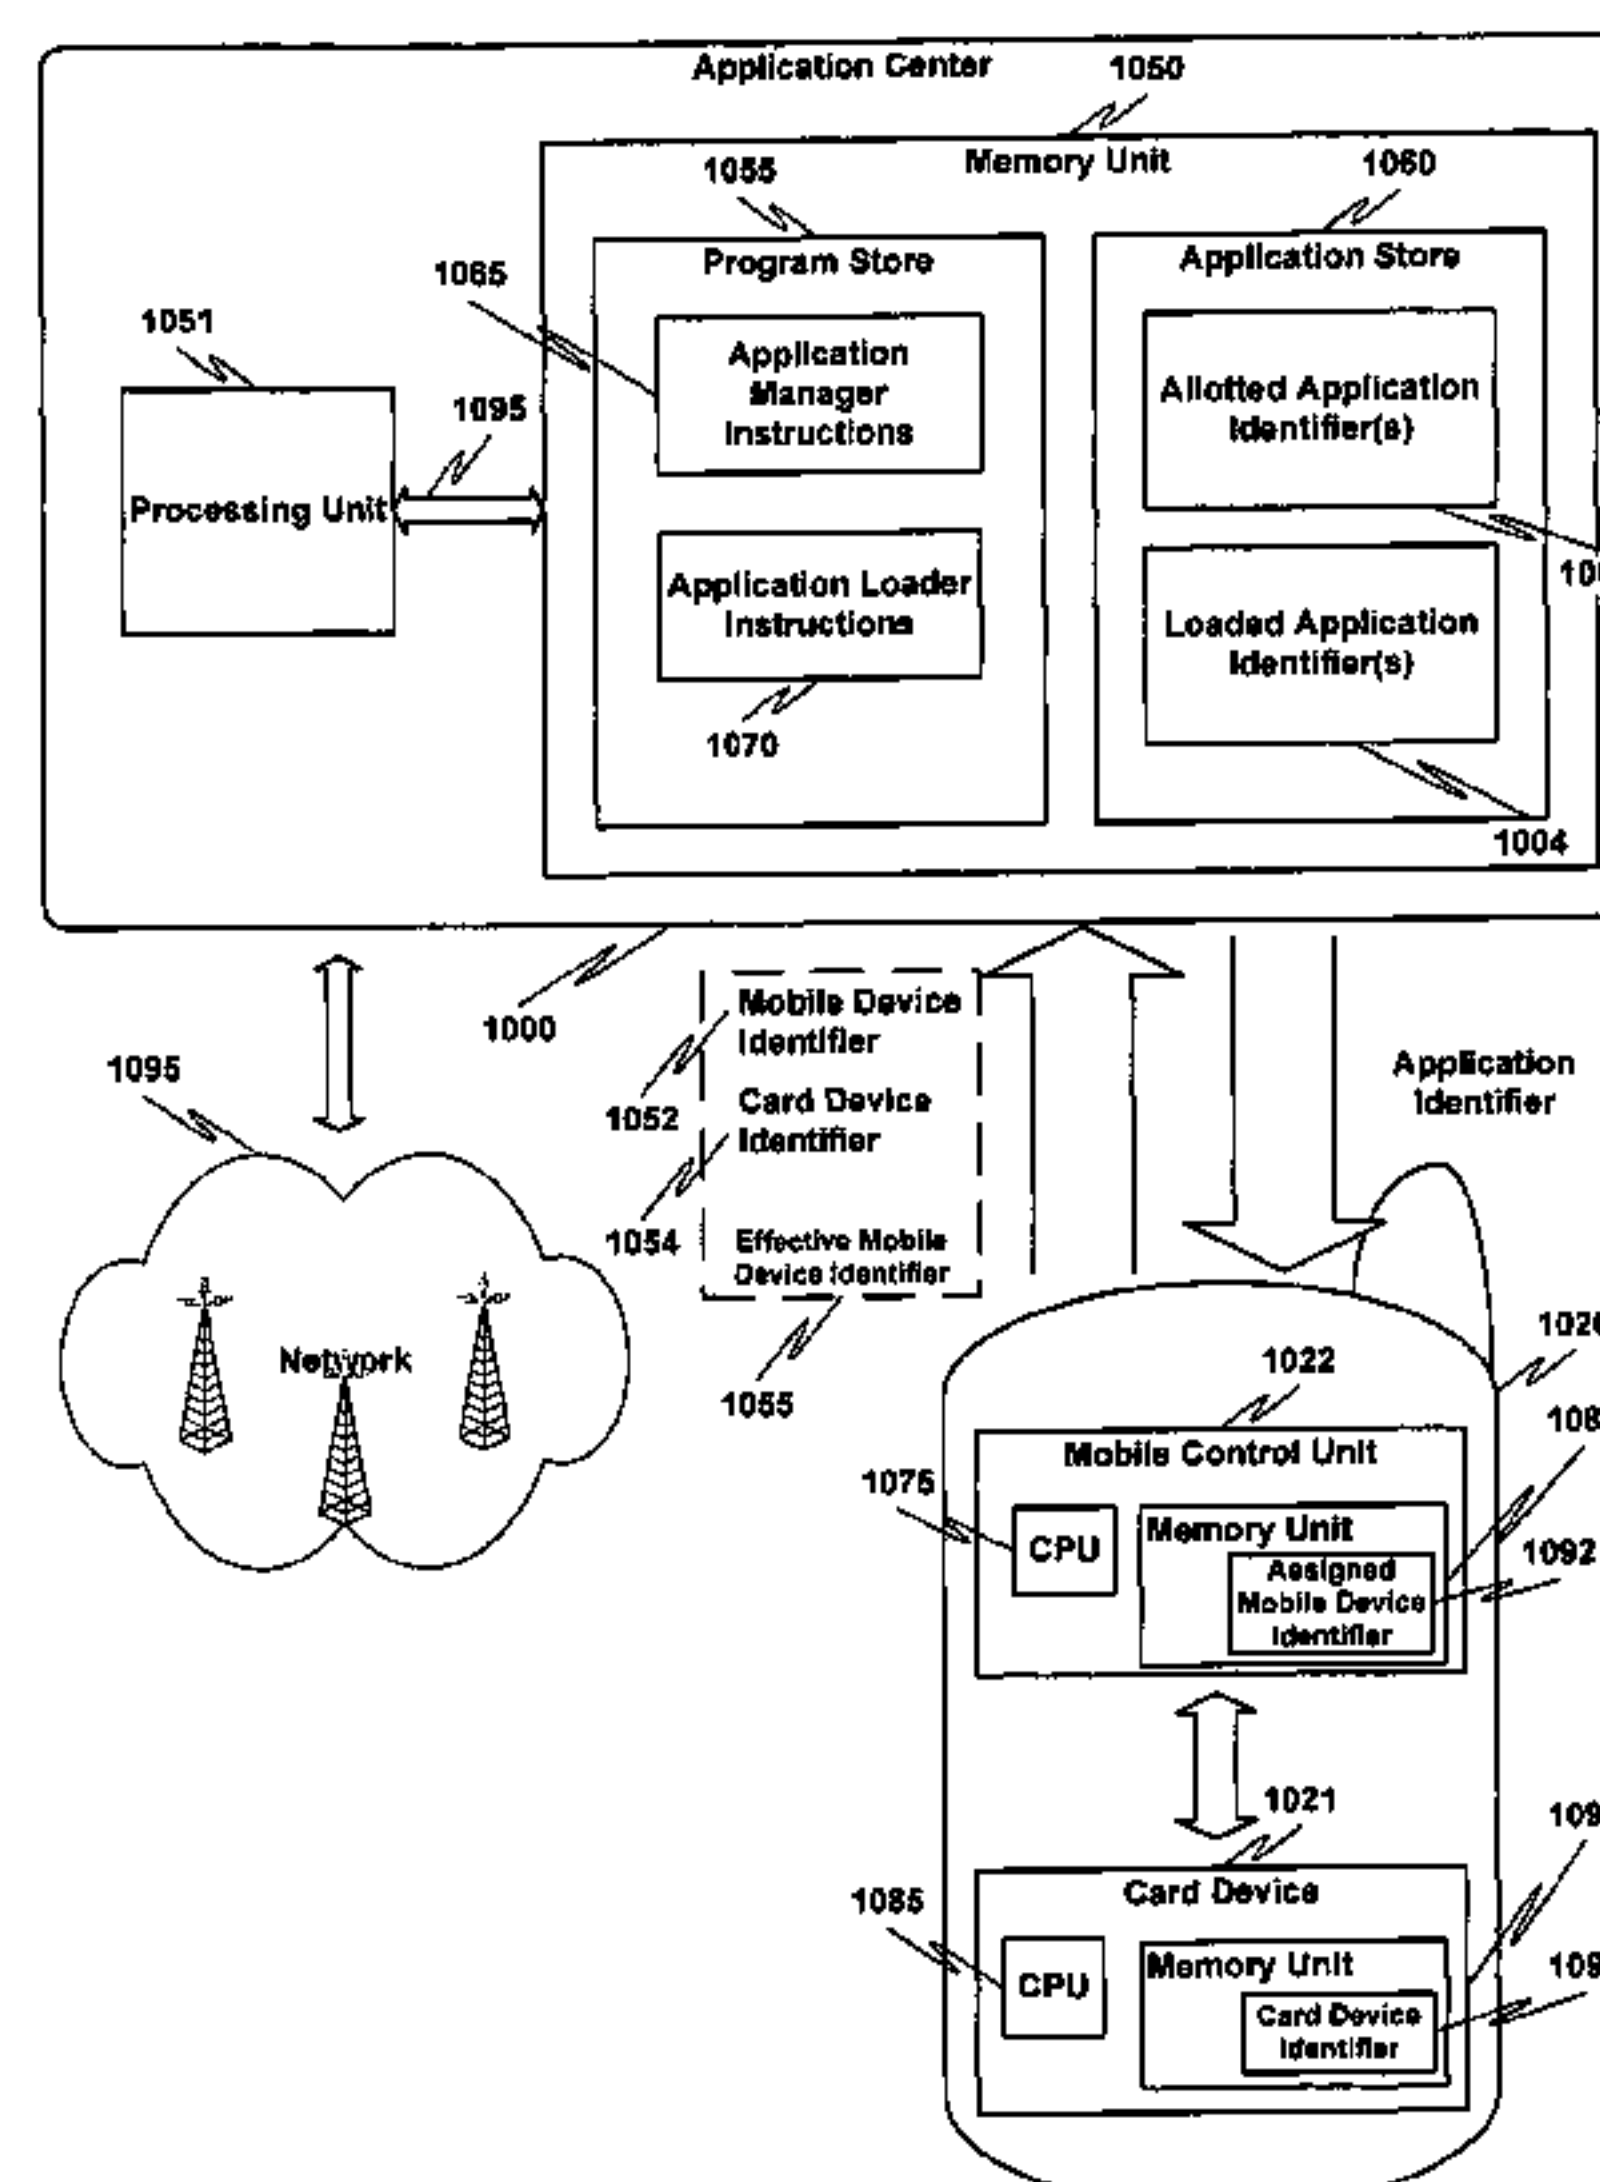 Application Center
1050
Memory Unit
1055
1060
Program Store
Application Store
1065
1051
1095
Application
Manager
Instructions
Allotted Application
Identifier(s)
Processing Unit
Application Loader
Instructions
Loaded Application
Identifier(s)
1070
1004
1000
Mobile Device
Identifier
1052
Card Device
Identifier
1054
Effective Mobile
Device Identifier
1055
Application
Identifier
1095
Network
1022
Mobile Control Unit
1075
CPU
Memory Unit
Assigned
Mobile Device
Identifier
1092
1021
Card Device
1085
CPU
Memory Unit
Card Device
Identifier